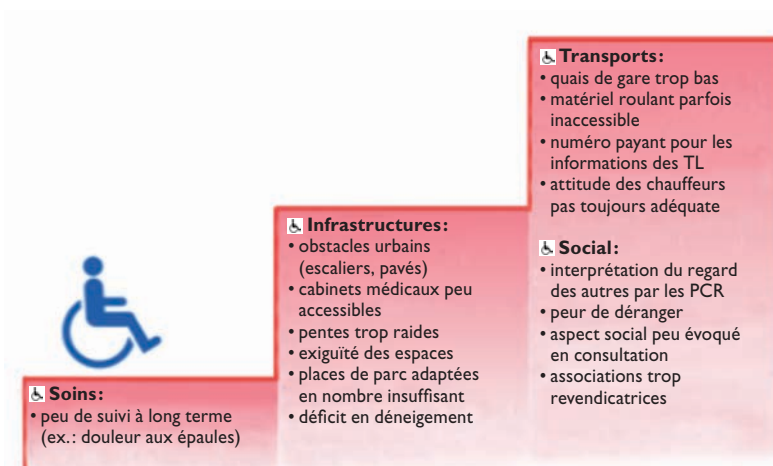 Soins:
• peu de suivi à long terme
(ex.: douleur aux épaules)
Infrastructures:
• obstacles urbains
(escaliers, pavés)
• cabinets médicaux peu
accessibles
• pentes trop raides
• exiguïté des espaces
• places de parc adaptées
en nombre insuffisant
• déficit en déneigement
Transports:
• quais de gare trop bas
• matériel roulant parfois
inaccessible
• numéro payant pour les
informations des TL
• attitude des chauffeurs
pas toujours adéquate
Social:
• interprétation du regard
des autres par les PCR
• peur de déranger
• aspect social peu évoqué
en consultation
• associations trop
revendicatrices